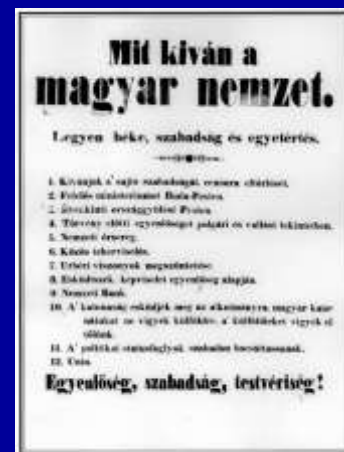 Mit kiván a
magyar nemzet.
Legyen béke, szabadság és egyetértés.
1. Kivánjuk a' sajtó szabadságát, censura eltörlését.
2. Felelős ministeriumot Buda-Pesten.
3. Évenkinti országgyülést Pesten.
4. Törvény előtti egyenlőséget polgári és vallási tekintetben.
5. Nemzeti őrsereg.
6. Közös teherviselés.
7. Urbéri viszonyok megszüntetése.
8. Esküdtszék, képviselet egyenlőség alapján.
9. Nemzeti Bank.
10. A' katonaság esküdjék meg az alkotmányra, magyar kato-
náinkat ne vigyék külföldre, a' külföldieket vigyék el
tőlünk.
11. A' politikai statusfoglyok szabadon bocsáttassanak.
12. Unio.
Egyenlőség, szabadság, testvériség!